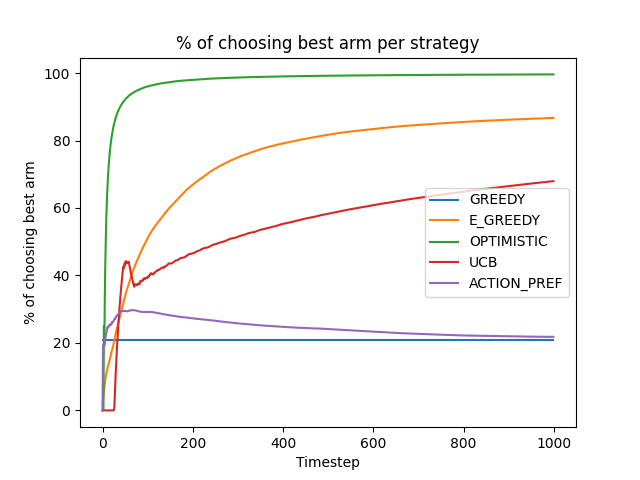 % of choosing best arm per strategy
% of choosing best arm
100
80
60
40
20
0
GREEDY
E_GREEDY
OPTIMISTIC
UCB
ACTION_PREF
0 200 400 600 800 1000
Timestep